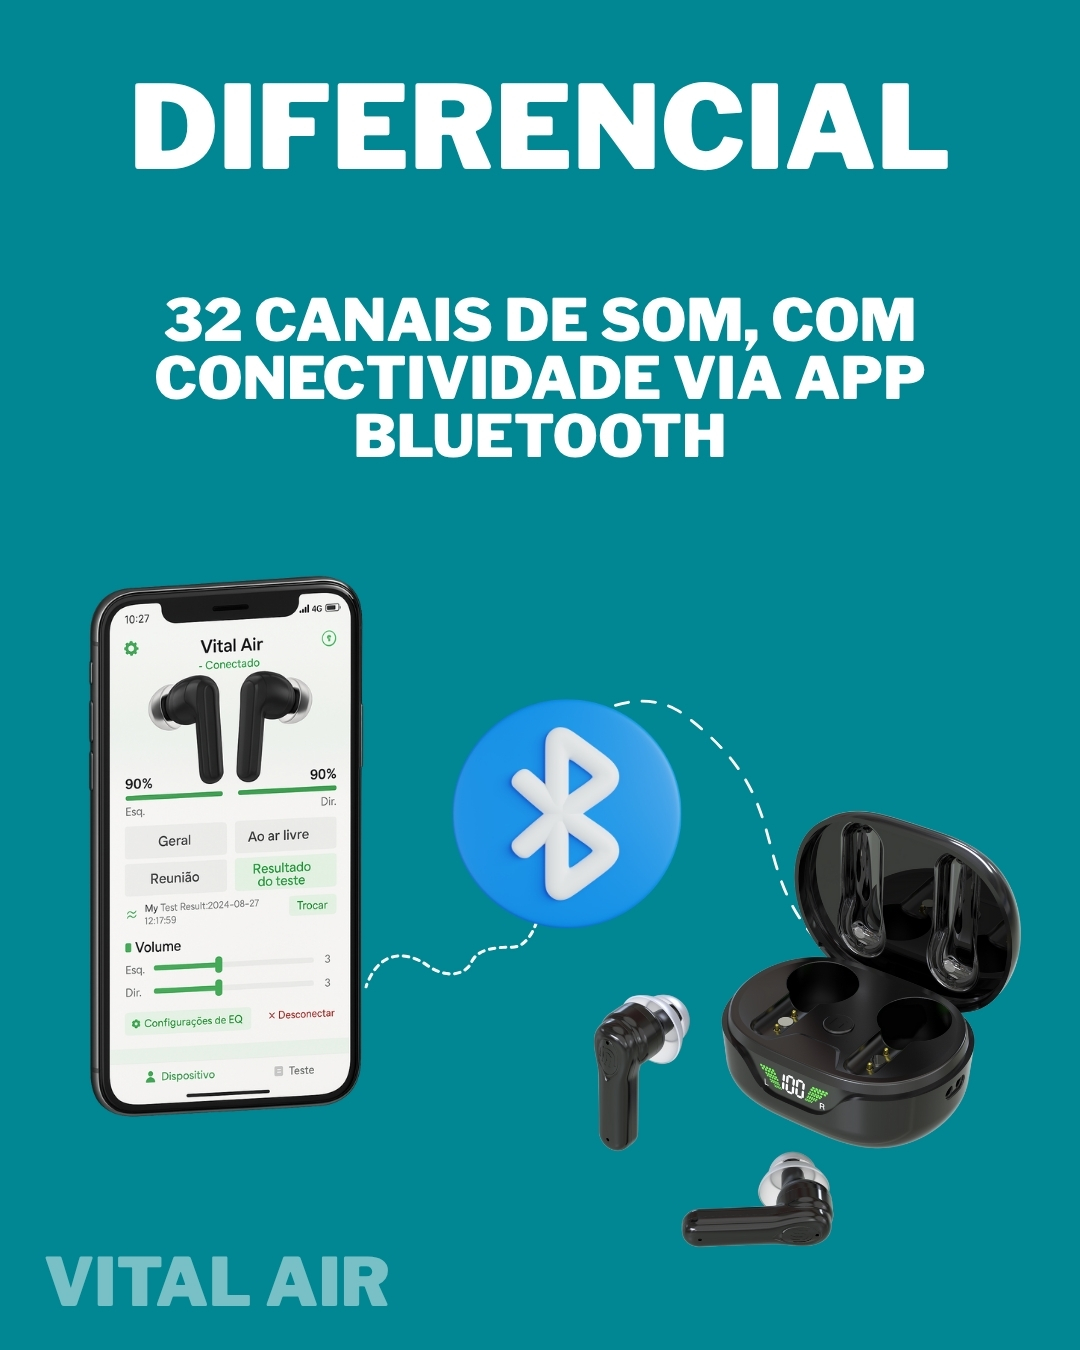 DIFERENCIAL
32 CANAIS DE SOM, COM
CONECTIVIDADE VIA APP
BLUETOOTH
10:27
4G
Vital Air
- Conectado
90%
90%
Esq.
Dir.
Geral
Ao ar livre
Reunião
Resultado
do teste
My Test Result:2024-08-27
12:17:59
Trocar
Volume
Esq.
3
Dir.
3
Configurações de EQ
× Desconectar
Dispositivo
Teste
L
100
R
VITAL AIR